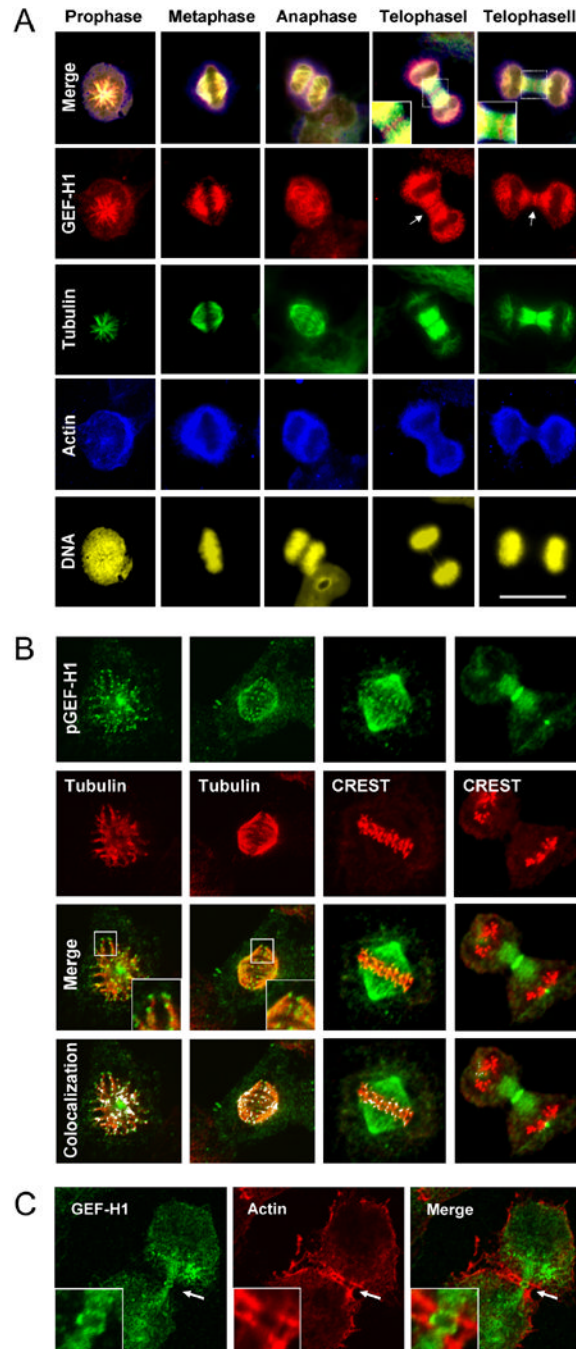 A
Prophase Metaphase Anaphase TelophaseI TelophaseII
Merge
GEF-H1
Tubulin
Actin
DNA
B
pGEF-H1
Tubulin Tubulin CREST CREST
Merge
Colocalization
C
GEF-H1 Actin Merge